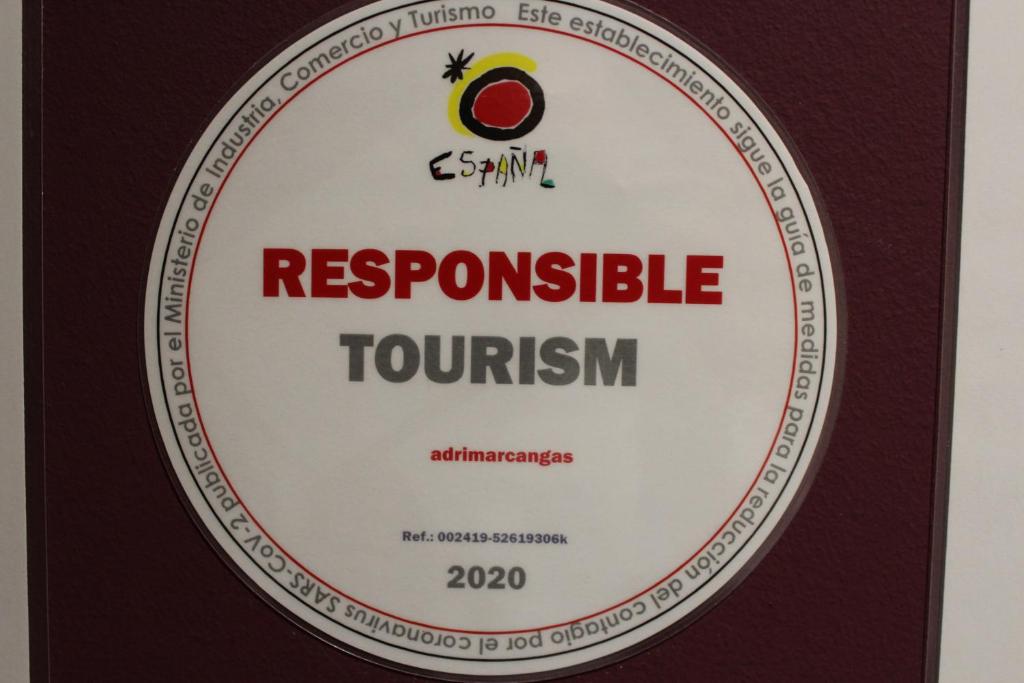 Este establecimiento sigue la guía de medidas para la reducción del contagio por el coronavirus SARS-CoV-2 publicada por el Ministerio de Industria, Comercio y Turismo
ESPAÑA
RESPONSIBLE
TOURISM
adrimarcangas
Ref.: 002419-52619306k
2020